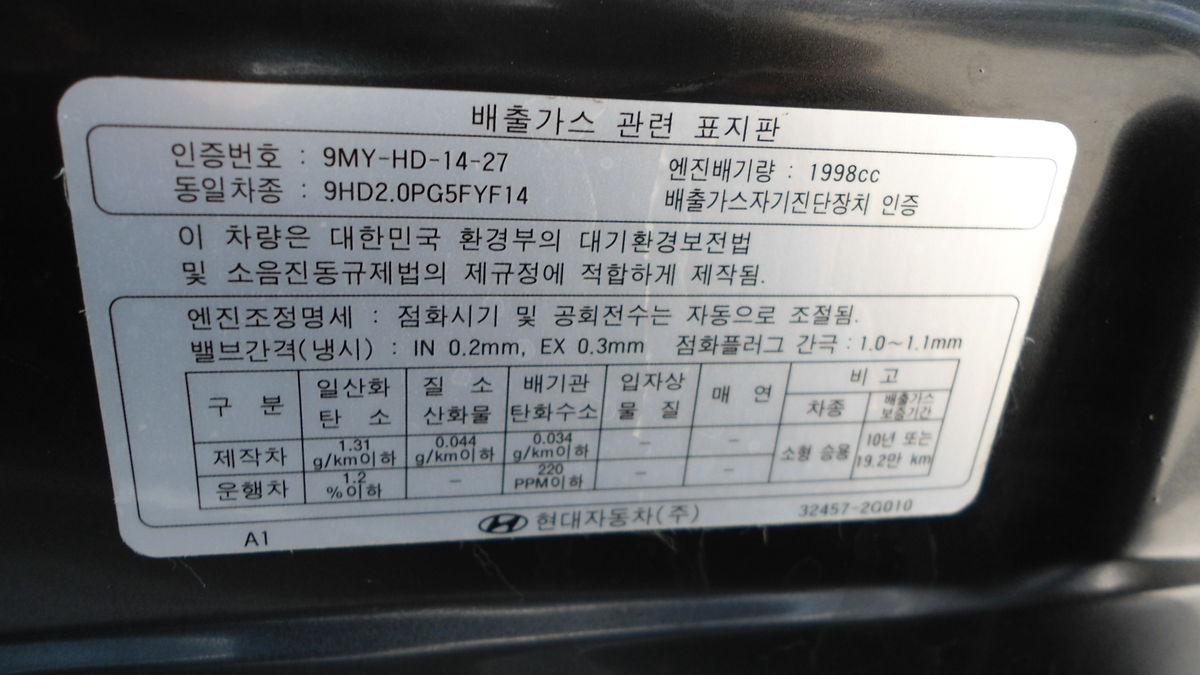 배출가스 관련 표지판
인증번호 : 9MY-HD-14-27 엔진배기량 : 1998cc
동일차종 : 9HD2.0PG5FYF14 배출가스자기진단장치 인증
이 차량은 대한민국 환경부의 대기환경보전법
및 소음진동규제법의 제규정에 적합하게 제작됨.
엔진조정명세 : 점화시기 및 공회전수는 자동으로 조절됨.
밸브간격(냉시) : IN 0.2mm, EX 0.3mm 점화플러그 간극 : 1.0~1.1mm
구 분 일산화 탄 소 질 소 산화물 배기관 탄화수소 입자상 물 질 매 연 비 고
차종 배출가스 보증기간
제작차 1.31 g/km이하 0.044 g/km이하 0.034 g/km이하 - - 소형 승용 10년 또는 19.2만 km
운행차 1.2 %이하 - 220 PPM이하 - -
A1 현대자동차(주) 32457-2G010